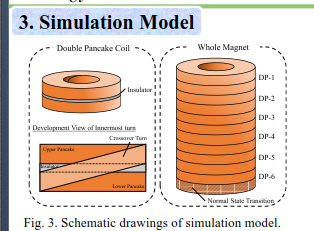 3. Simulation Model
Double Pancake Coil
Whole Magnet
Insulator
Development View of Innermost turn
Crossover Turn
Upper Pancake
Insulator
Lower Pancake
DP-1
DP-2
DP-3
DP-4
DP-5
DP-6
Normal State Transition
Fig. 3. Schematic drawings of simulation model.